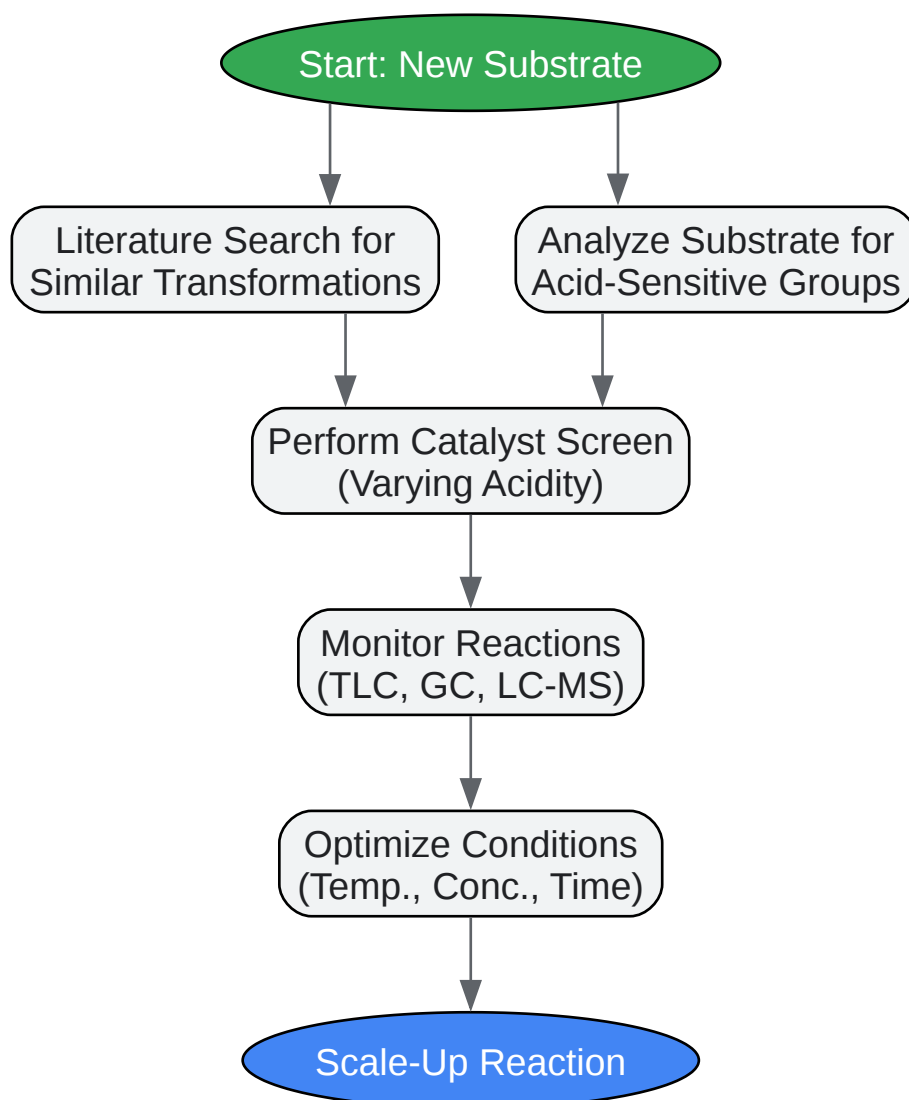 Start: New Substrate
Literature Search for
Similar Transformations
Analyze Substrate for
Acid-Sensitive Groups
Perform Catalyst Screen
(Varying Acidity)
Monitor Reactions
(TLC, GC, LC-MS)
Optimize Conditions
(Temp., Conc., Time)
Scale-Up Reaction